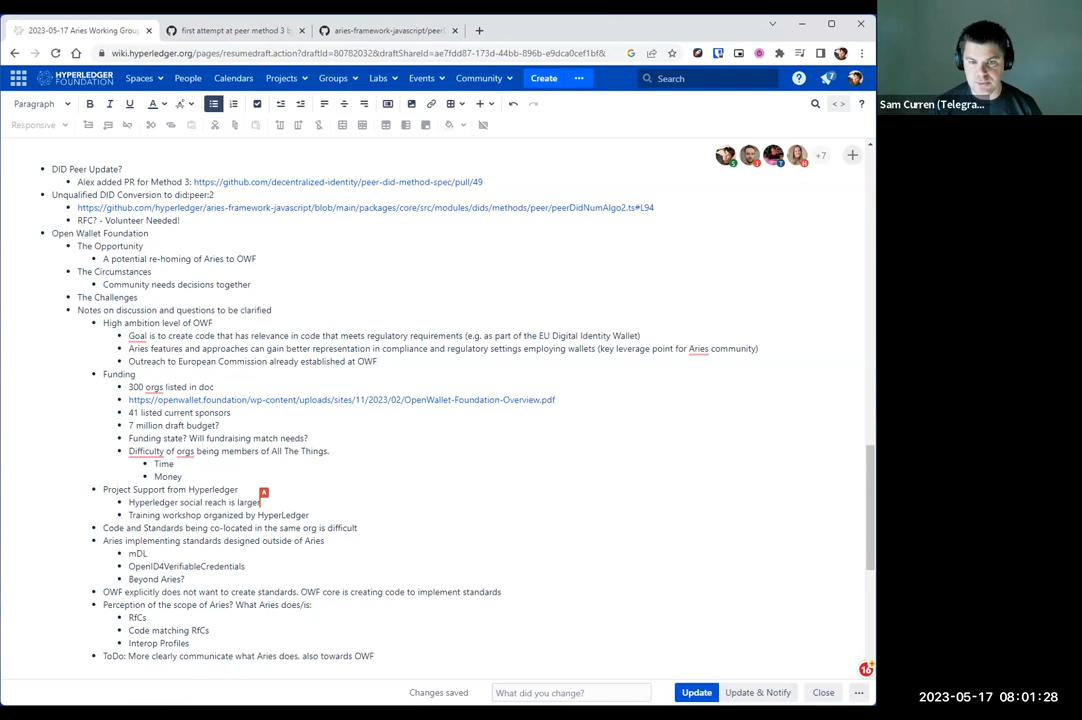 2023-05-17 Aries Working Grou
first attempt at peer method 3 b
aries-framework-javascript/peer
wiki.hyperledger.org/pages/resumedraft.action?draftId=80782032&draftShareId=ae7fdd87-173d-44bb-896b-e9dca0cef1bf&
HYPERLEDGER FOUNDATION
Spaces People Calendars Projects Groups Labs Events Community Create Search
Paragraph
Responsive
+7
DID Peer Update?
Alex added PR for Method 3: https://github.com/decentralized-identity/peer-did-method-spec/pull/49
Unqualified DID Conversion to did:peer:2
https://github.com/hyperledger/aries-framework-javascript/blob/main/packages/core/src/modules/dids/methods/peer/peerDidNumAlgo2.ts#L94
RFC? - Volunteer Needed!
Open Wallet Foundation
The Opportunity
A potential re-homing of Aries to OWF
The Circumstances
Community needs decisions together
The Challenges
Notes on discussion and questions to be clarified
High ambition level of OWF
Goal is to create code that has relevance in code that meets regulatory requirements (e.g. as part of the EU Digital Identity Wallet)
Aries features and approaches can gain better representation in compliance and regulatory settings employing wallets (key leverage point for Aries community)
Outreach to European Commission already established at OWF
Funding
300 orgs listed in doc
https://openwallet.foundation/wp-content/uploads/sites/11/2023/02/OpenWallet-Foundation-Overview.pdf
41 listed current sponsors
7 million draft budget?
Funding state? Will fundraising match needs?
Difficulty of orgs being members of All The Things.
Time
Money
Project Support from Hyperledger
Hyperledger social reach is larger
Training workshop organized by HyperLedger
Code and Standards being co-located in the same org is difficult
Aries implementing standards designed outside of Aries
mDL
OpenID4VerifiableCredentials
Beyond Aries?
OWF explicitly does not want to create standards. OWF core is creating code to implement standards
Perception of the scope of Aries? What Aries does/is:
RfCs
Code matching RfCs
Interop Profiles
ToDo: More clearly communicate what Aries does, also towards OWF
Changes saved
What did you change?
Update
Update & Notify
Close
Sam Curren (Telegra...
2023-05-17 08:01:28